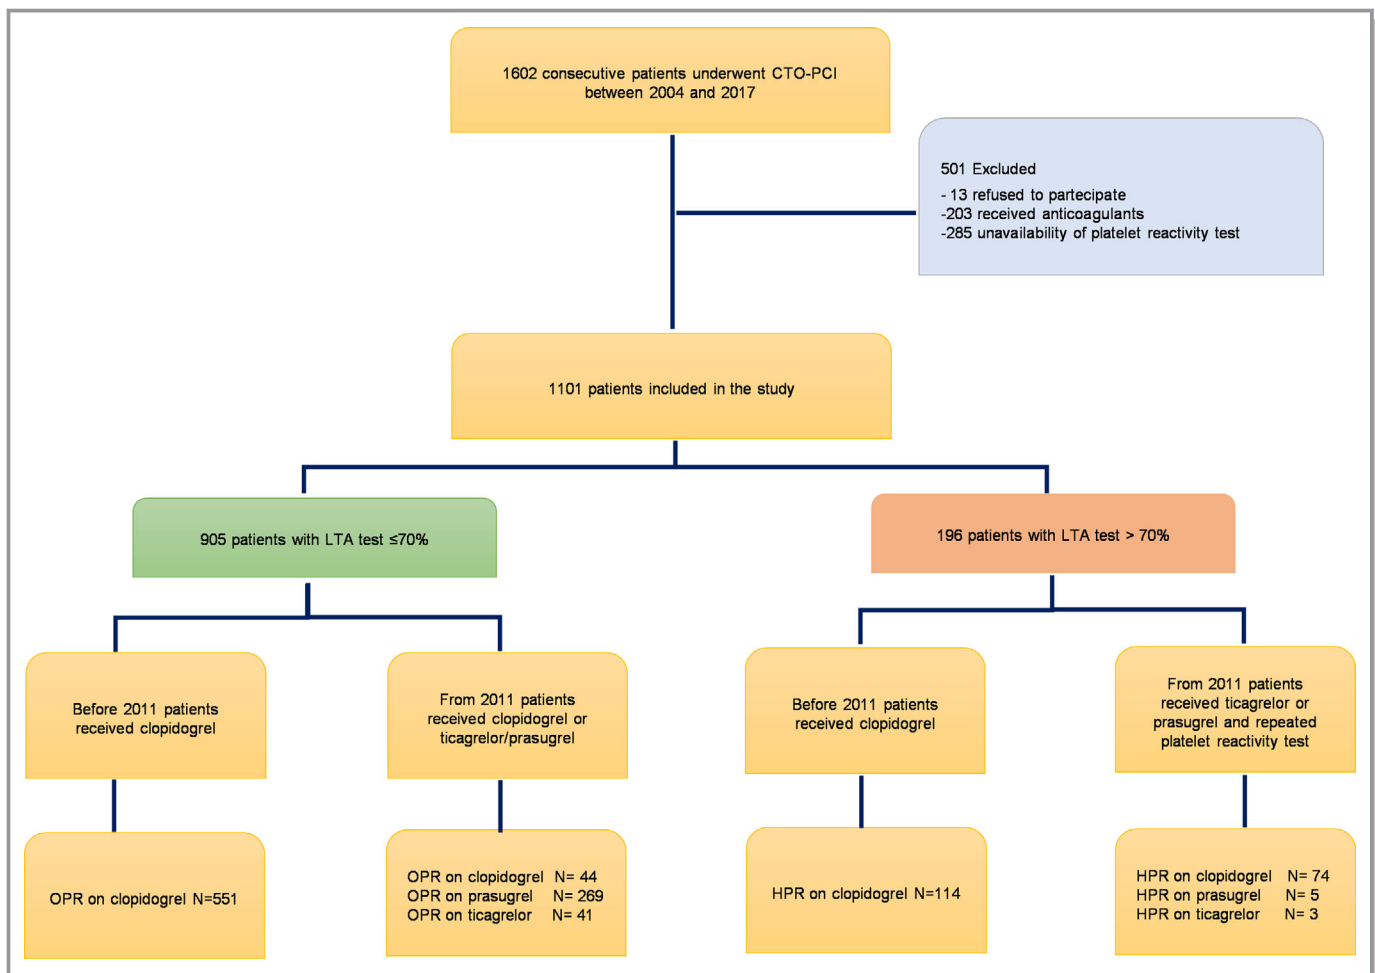 1602 consecutive patients underwent CTO-PCI
between 2004 and 2017
501 Excluded
- 13 refused to partecipate
-203 received anticoagulants
-285 unavailability of platelet reactivity test
1101 patients included in the study
905 patients with LTA test ≤70%
196 patients with LTA test > 70%
Before 2011 patients
received clopidogrel
From 2011 patients
received clopidogrel or
ticagrelor/prasugrel
Before 2011 patients
received clopidogrel
From 2011 patients
received ticagrelor or
prasugrel and repeated
platelet reactivity test
OPR on clopidogrel N=551
OPR on clopidogrel N= 44
OPR on prasugrel N= 269
OPR on ticagrelor N= 41
HPR on clopidogrel N=114
HPR on clopidogrel N= 74
HPR on prasugrel N= 5
HPR on ticagrelor N= 3